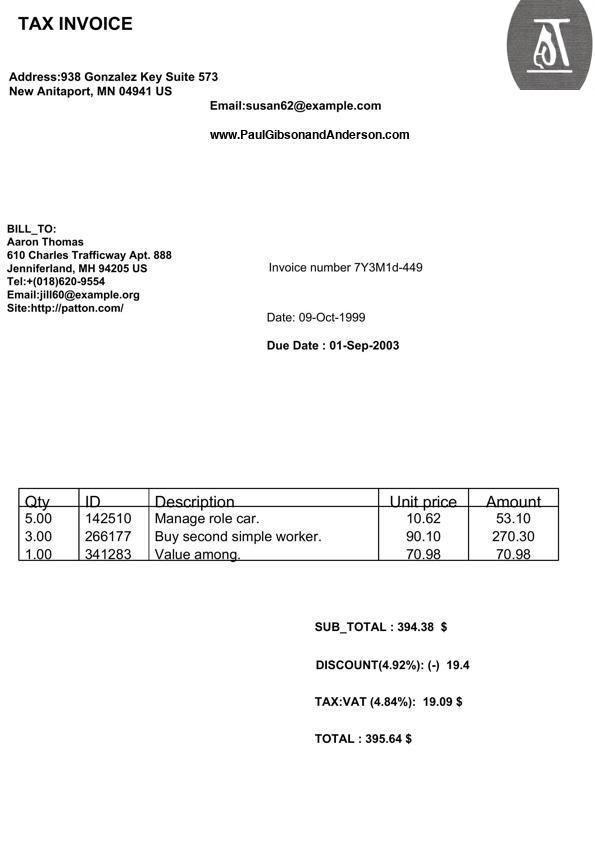 TAX INVOICE
Address:938 Gonzalez Key Suite 573
New Anitaport, MN 04941 US
Email:susan62@example.com
www.PaulGibsonandAnderson.com
BILL_TO:
Aaron Thomas
610 Charles Trafficway Apt. 888
Jenniferland, MH 94205 US
Tel:+(018)620-9554
Email:jill60@example.org
Site:http://patton.com/
Invoice number 7Y3M1d-449
Date: 09-Oct-1999
Due Date : 01-Sep-2003
Qty ID Description Unit price Amount
5.00 142510 Manage role car. 10.62 53.10
3.00 266177 Buy second simple worker. 90.10 270.30
1.00 341283 Value among. 70.98 70.98
SUB_TOTAL : 394.38 $
DISCOUNT(4.92%): (-) 19.4
TAX:VAT (4.84%): 19.09 $
TOTAL : 395.64 $